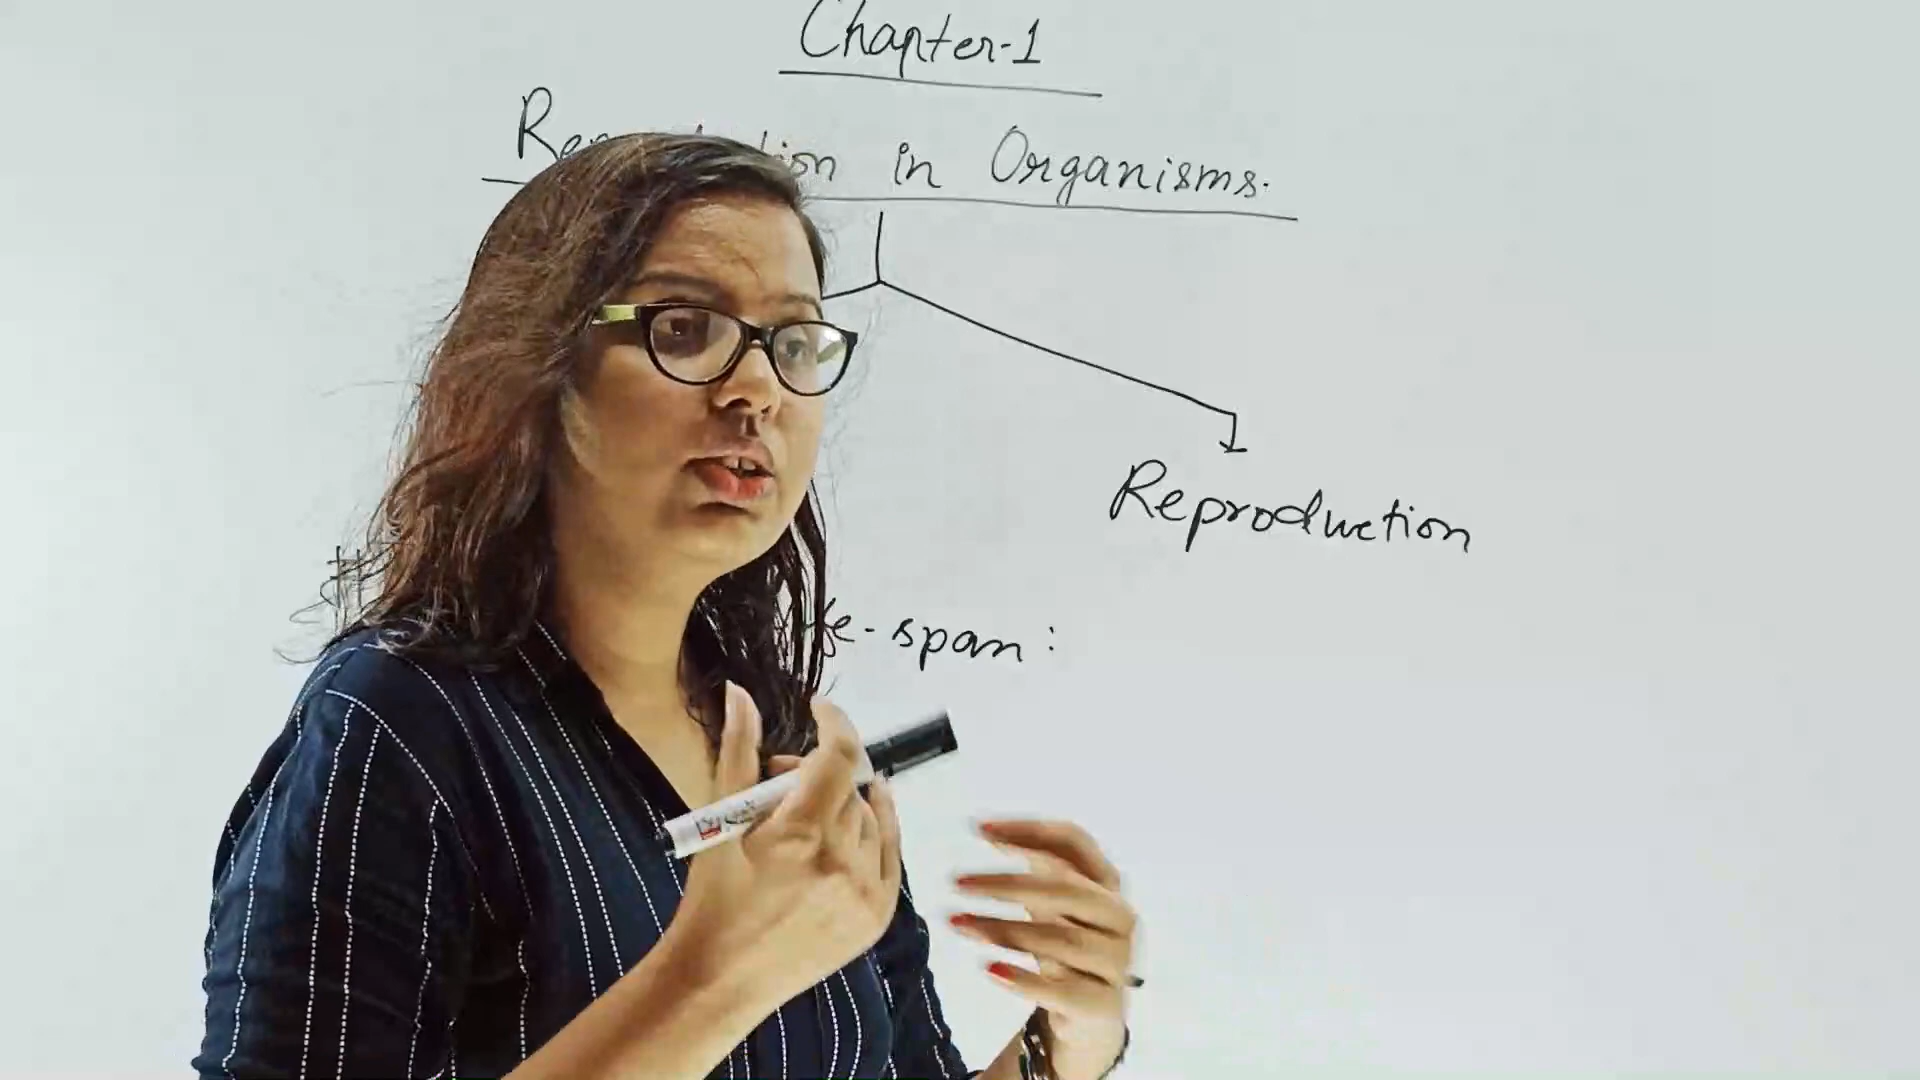 Chapter-1
in Organisms.
Reproduction
span: